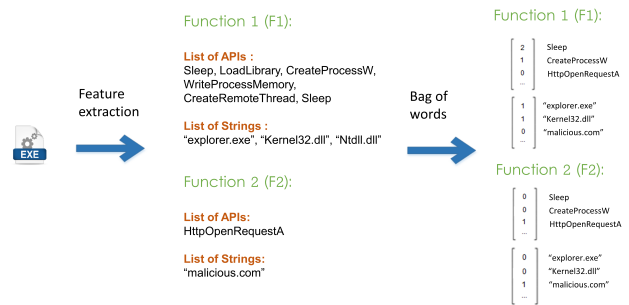 Function 1 (F1):
List of APIs :
Sleep, LoadLibrary, CreateProcessW,
WriteProcessMemory,
CreateRemoteThread, Sleep
List of Strings :
“explorer.exe”, “Kernel32.dll”, “Ntdll.dll”
Feature
extraction
EXE
Function 2 (F2):
List of APIs:
HttpOpenRequestA
List of Strings:
“malicious.com”
Bag of
words
Function 1 (F1):
2 Sleep
1 CreateProcessW
0 HttpOpenRequestA
...
1 “explorer.exe”
1 “Kernel32.dll”
0 “malicious.com”
...
Function 2 (F2):
0 Sleep
0 CreateProcessW
1 HttpOpenRequestA
...
0 “explorer.exe”
0 “Kernel32.dll”
1 “malicious.com”
...